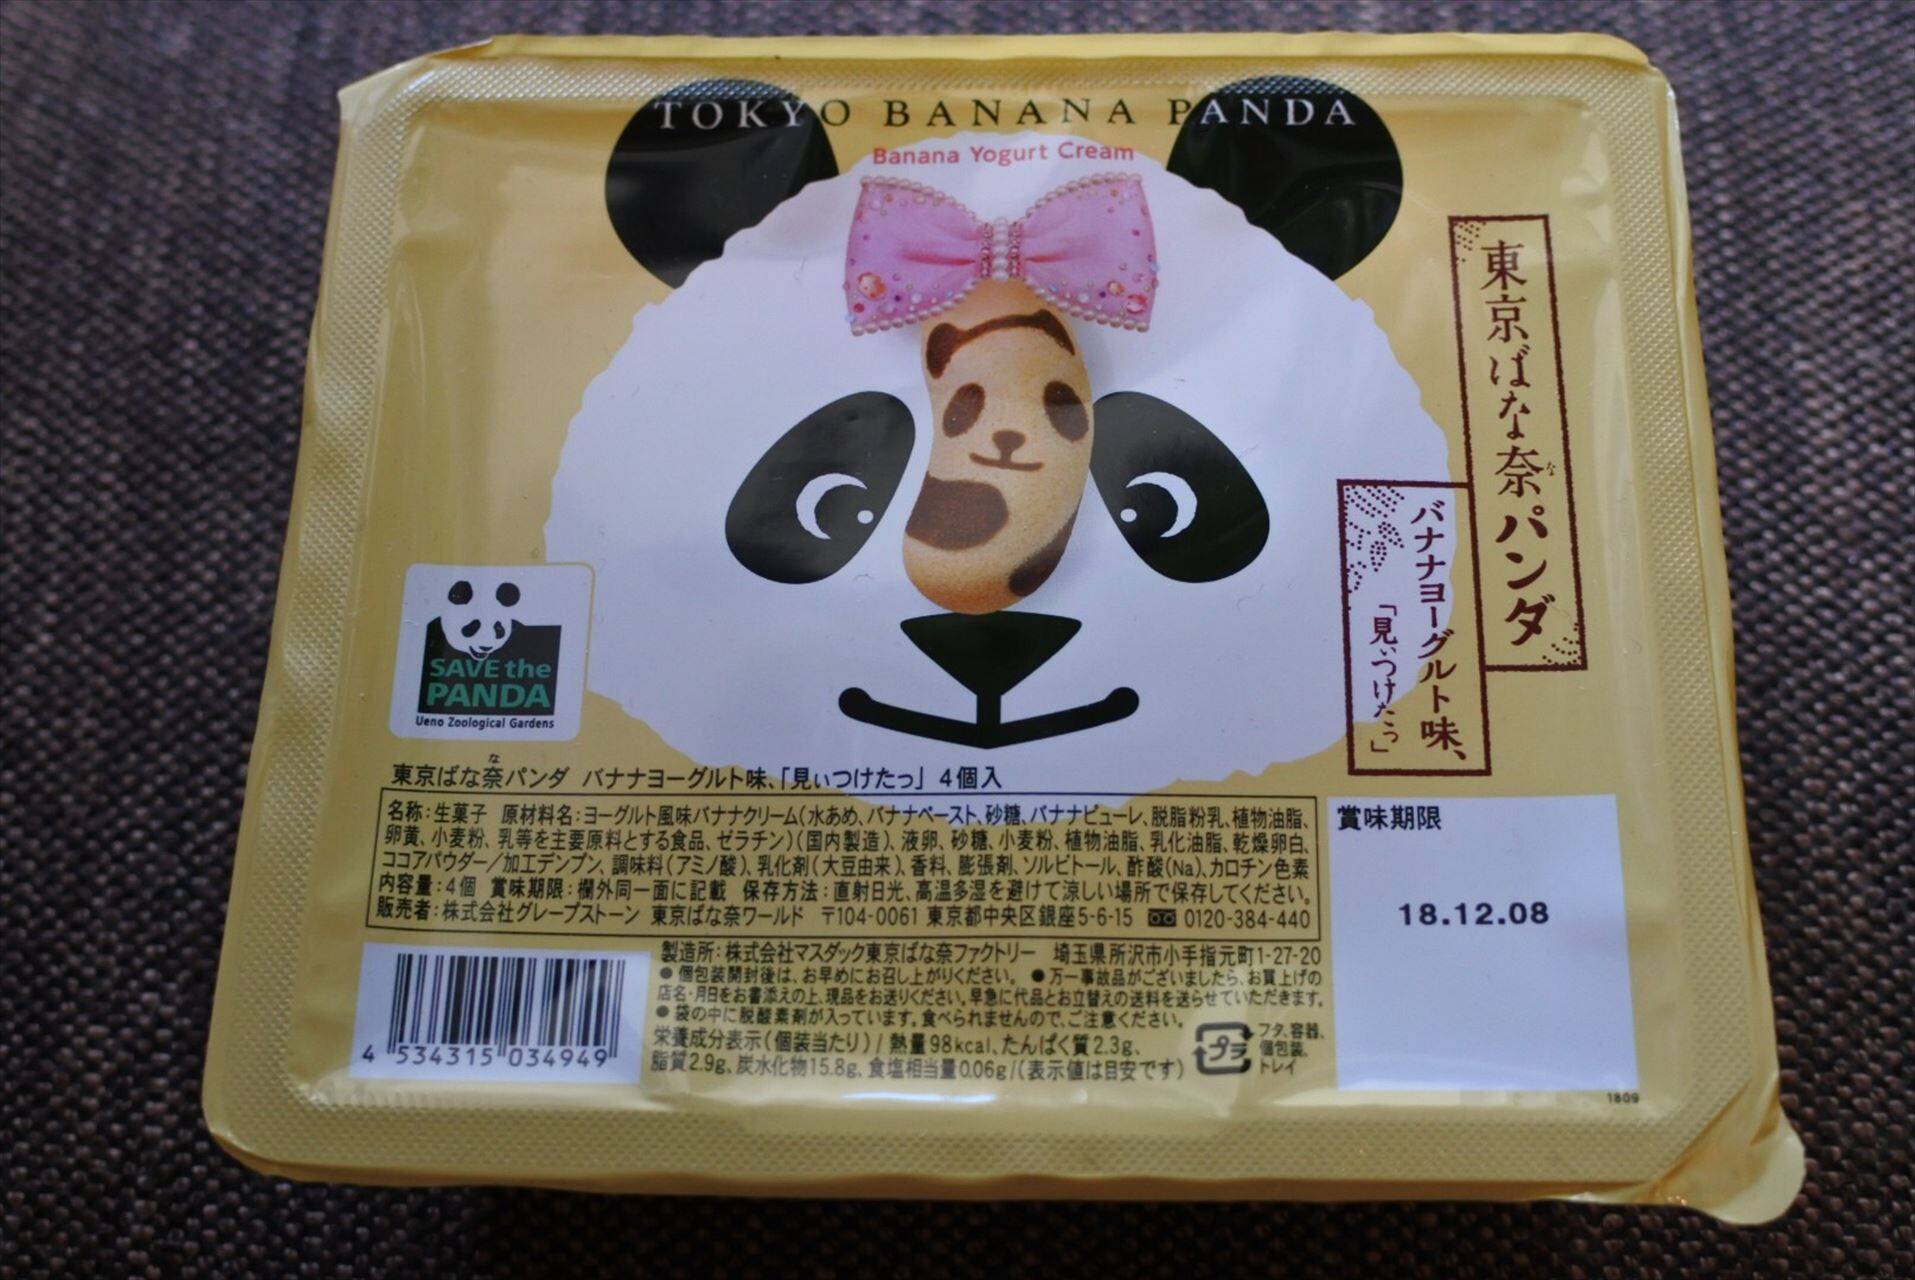 TOKYO BANANA PANDA
Banana Yogurt Cream
東京ばな奈パンダ
な
バナナヨーグルト味、
「見ぃつけたっ」
SAVE the
PANDA
Ueno Zoological Gardens
な
東京ばな奈パンダ バナナヨーグルト味、「見ぃつけたっ」 4個入
名称:生菓子 原材料名:ヨーグルト風味バナナクリーム(水あめ、バナナペースト、砂糖、バナナピューレ、脱脂粉乳、植物油脂、
卵黄、小麦粉、乳等を主要原料とする食品、ゼラチン)(国内製造)、液卵、砂糖、小麦粉、植物油脂、乳化油脂、乾燥卵白、
ココアパウダー/加工デンプン、調味料(アミノ酸)、乳化剤(大豆由来)、香料、膨張剤、ソルビトール、酢酸(Na)、カロチン色素
内容量:4個 賞味期限:欄外同一面に記載 保存方法:直射日光、高温多湿を避けて涼しい場所で保存してください。
販売者:株式会社グレープストーン 東京ばな奈ワールド 〒104-0061 東京都中央区銀座5-6-15 0120-384-440
賞味期限
18.12.08
製造所:株式会社マスダック東京ばな奈ファクトリー 埼玉県所沢市小手指元町1-27-20
●個包装開封後は、お早めにお召し上がりください。●万一事故品がございましたら、お買上げの
店名・月日をお書添えの上、現品をお送りください。早急に代品とお立替えの送料を送らせていただきます。
●袋の中に脱酸素剤が入っています。食べられませんので、ご注意ください。
栄養成分表示(個装当たり)/熱量98kcal、たんぱく質2.3g、
脂質2.9g、炭水化物15.8g、食塩相当量0.06g/(表示値は目安です)
プラ
フタ、容器、
個包装、
トレイ
4 534315 034949
1809